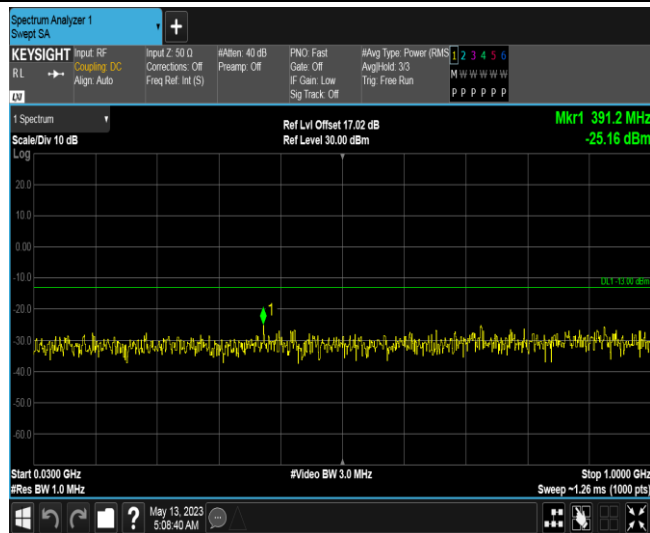 Spectrum Analyzer 1
Swept SA
+
KEYSIGHT
RL
LXI
Input: RF
Coupling: DC
Align: Auto
Input Z: 50 Ω
Corrections: Off
Freq Ref: Int (S)
#Atten: 40 dB
Preamp: Off
PNO: Fast
Gate: Off
IF Gain: Low
Sig Track: Off
#Avg Type: Power (RMS
Avg|Hold: 3/3
Trig: Free Run
1 2 3 4 5 6
M W W W W W
P P P P P P
1 Spectrum
Scale/Div 10 dB
Ref Lvl Offset 17.02 dB
Ref Level 30.00 dBm
Mkr1 391.2 MHz
-25.16 dBm
Log
20.0
10.0
0.00
-10.0
DL1 -13.00 dBm
-20.0
1
-30.0
-40.0
-50.0
-60.0
Start 0.0300 GHz
#Video BW 3.0 MHz
Stop 1.0000 GHz
#Res BW 1.0 MHz
Sweep ~1.26 ms (1000 pts)
?
May 13, 2023
5:08:40 AM